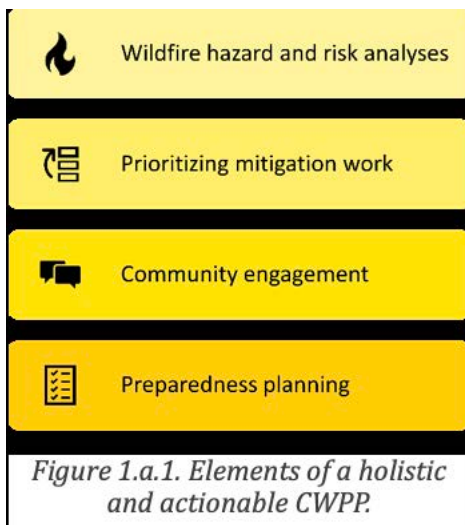 Wildfire hazard and risk analyses
Prioritizing mitigation work
Community engagement
Preparedness planning
Figure 1.a.1. Elements of a holistic
and actionable CWPP.